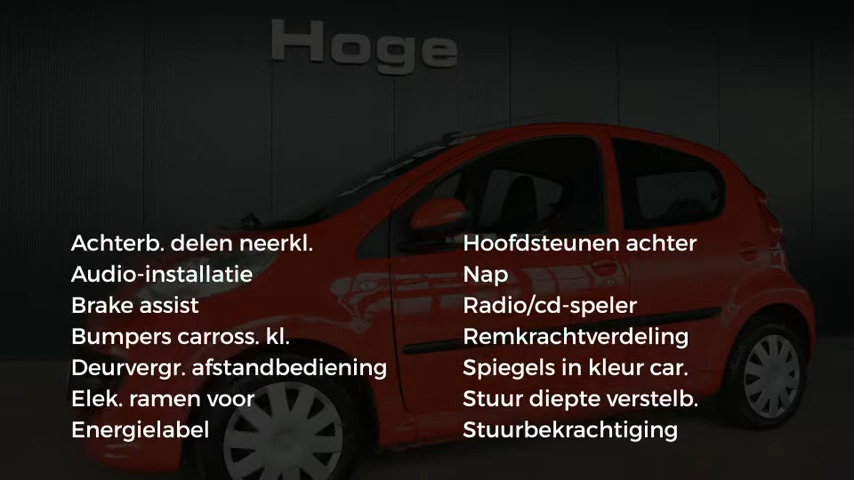 Hoge
Achterb. delen neerkl.
Audio-installatie
Brake assist
Bumpers carross. kl.
Deurvergr. afstandbediening
Elek. ramen voor
Energielabel
Hoofdsteunen achter
Nap
Radio/cd-speler
Remkrachtverdeling
Spiegels in kleur car.
Stuur diepte verstelb.
Stuurbekrachtiging